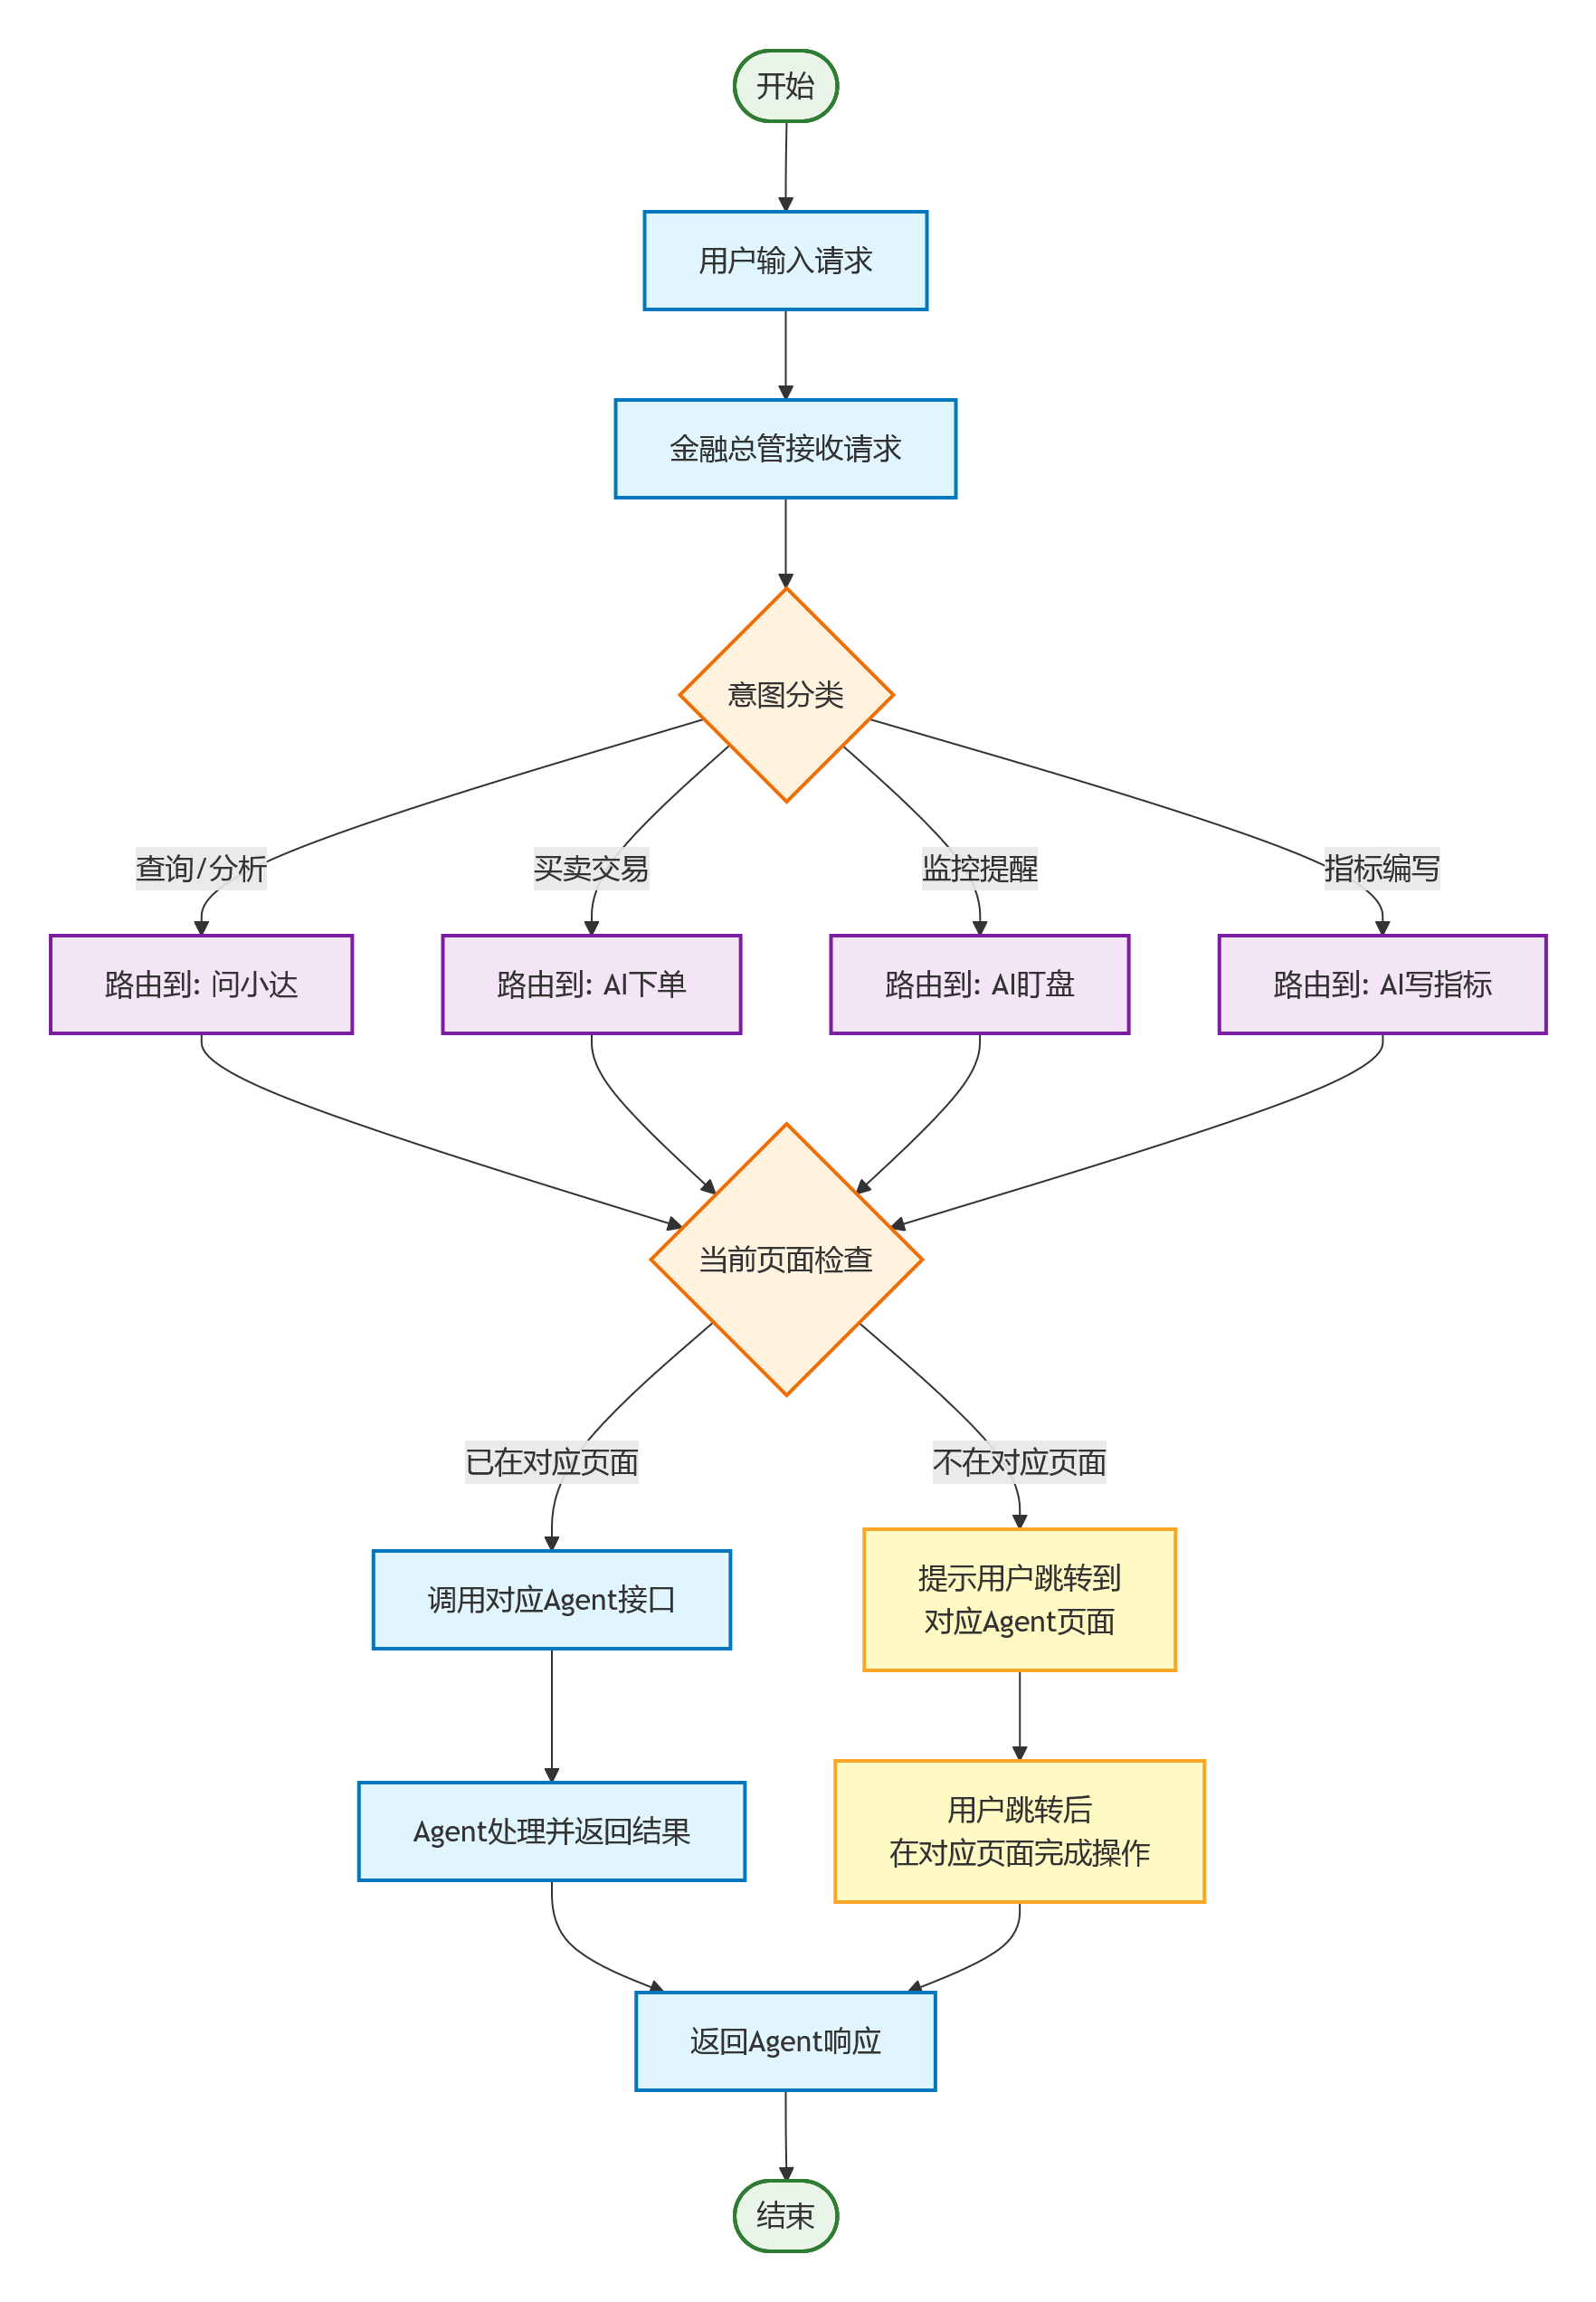 开始
用户输入请求
金融总管接收请求
意图分类
查询/分析
买卖交易
监控提醒
指标编写
路由到: 问小达
路由到: AI下单
路由到: AI盯盘
路由到: AI写指标
当前页面检查
已在对应页面
不在对应页面
调用对应Agent接口
提示用户跳转到
对应Agent页面
Agent处理并返回结果
用户跳转后
在对应页面完成操作
返回Agent响应
结束